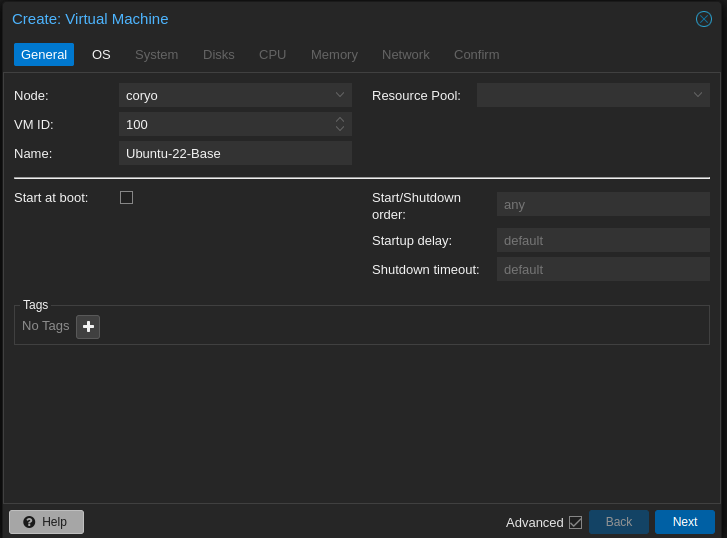 Create: Virtual Machine
General OS System Disks CPU Memory Network Confirm
Node: coryo Resource Pool:
VM ID: 100
Name: Ubuntu-22-Base
Start at boot: Start/Shutdown order: any
Startup delay: default
Shutdown timeout: default
Tags
No Tags
Help Advanced Back Next